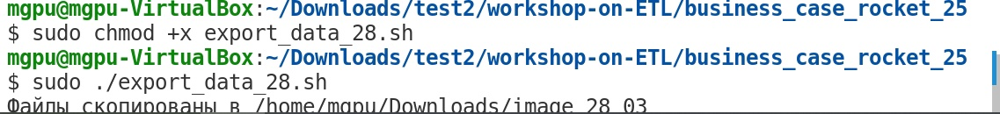 mgpu@mgpu-VirtualBox:~/Downloads/test2/workshop-on-ETL/business_case_rocket_25
$ sudo chmod +x export_data_28.sh
mgpu@mgpu-VirtualBox:~/Downloads/test2/workshop-on-ETL/business_case_rocket_25
$ sudo ./export_data_28.sh
Файлы скопированы в /home/mgpu/Downloads/image_28_03